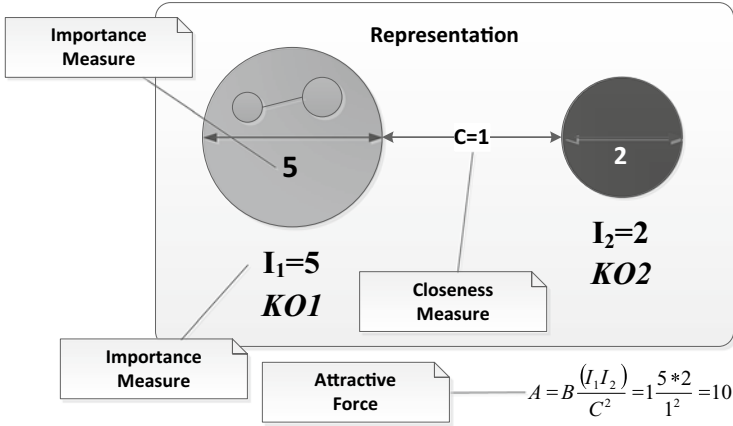 Importance
Measure
Representation
5
C=1
2
I₁=5
KO1
I₂=2
KO2
Closeness
Measure
Importance
Measure
Attractive
Force
A = B (I₁I₂)/C² = 1 5*2/1² = 10